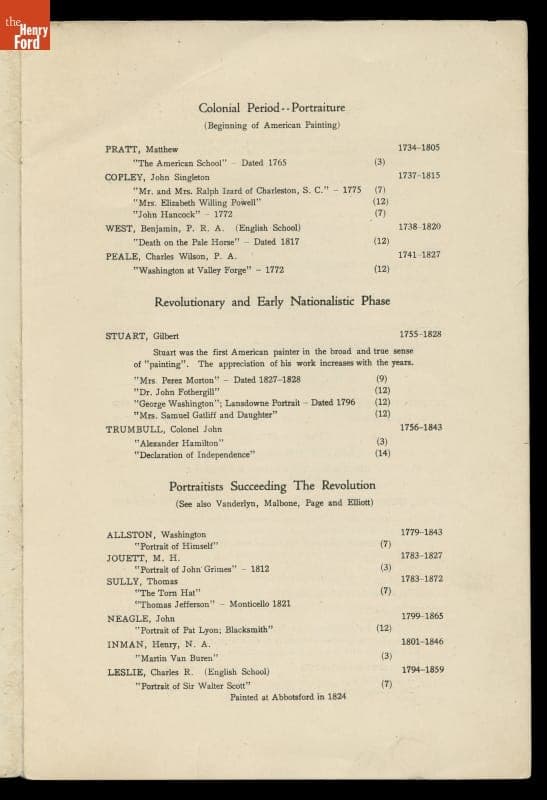 the
Henry
Ford
Colonial Period--Portraiture
(Beginning of American Painting)
PRATT, Matthew 1734-1805
"The American School" - Dated 1765 (3)
COPLEY, John Singleton 1737-1815
"Mr. and Mrs. Ralph Izard of Charleston, S. C." - 1775 (7)
"Mrs. Elizabeth Willing Powell" (12)
"John Hancock" - 1772 (7)
WEST, Benjamin, P. R. A. (English School) 1738-1820
"Death on the Pale Horse" - Dated 1817 (12)
PEALE, Charles Wilson, P. A. 1741-1827
"Washington at Valley Forge" - 1772 (12)
Revolutionary and Early Nationalistic Phase
STUART, Gilbert 1755-1828
Stuart was the first American painter in the broad and true sense
of "painting". The appreciation of his work increases with the years.
"Mrs. Perez Morton" - Dated 1827-1828 (9)
"Dr. John Fothergill" (12)
"George Washington"; Lansdowne Portrait - Dated 1796 (12)
"Mrs. Samuel Gatliff and Daughter" (12)
TRUMBULL, Colonel John 1756-1843
"Alexander Hamilton" (3)
"Declaration of Independence" (14)
Portraitists Succeeding The Revolution
(See also Vanderlyn, Malbone, Page and Elliott)
ALLSTON, Washington 1779-1843
"Portrait of Himself" (7)
JOUETT, M. H. 1783-1827
"Portrait of John Grimes" - 1812 (3)
SULLY, Thomas 1783-1872
"The Torn Hat" (7)
"Thomas Jefferson" - Monticello 1821
NEAGLE, John 1799-1865
"Portrait of Pat Lyon; Blacksmith" (12)
INMAN, Henry, N. A. 1801-1846
"Martin Van Buren" (3)
LESLIE, Charles R. (English School) 1794-1859
"Portrait of Sir Walter Scott" (7)
Painted at Abbotsford in 1824